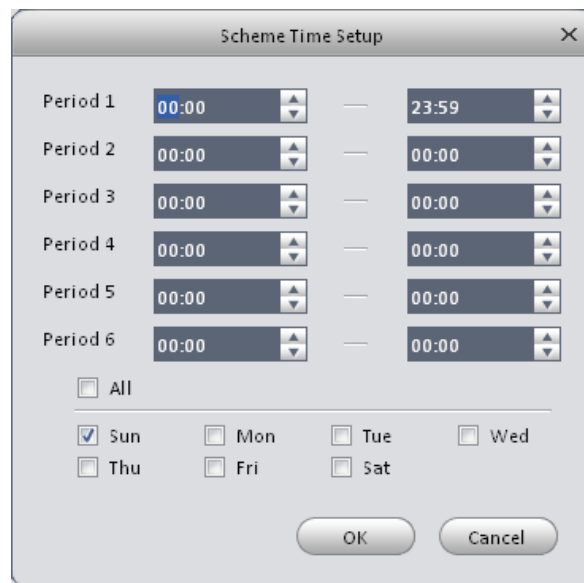 Scheme Time Setup
Period 1 00:00 — 23:59
Period 2 00:00 — 00:00
Period 3 00:00 — 00:00
Period 4 00:00 — 00:00
Period 5 00:00 — 00:00
Period 6 00:00 — 00:00
All
Sun Mon Tue Wed
Thu Fri Sat
OK Cancel